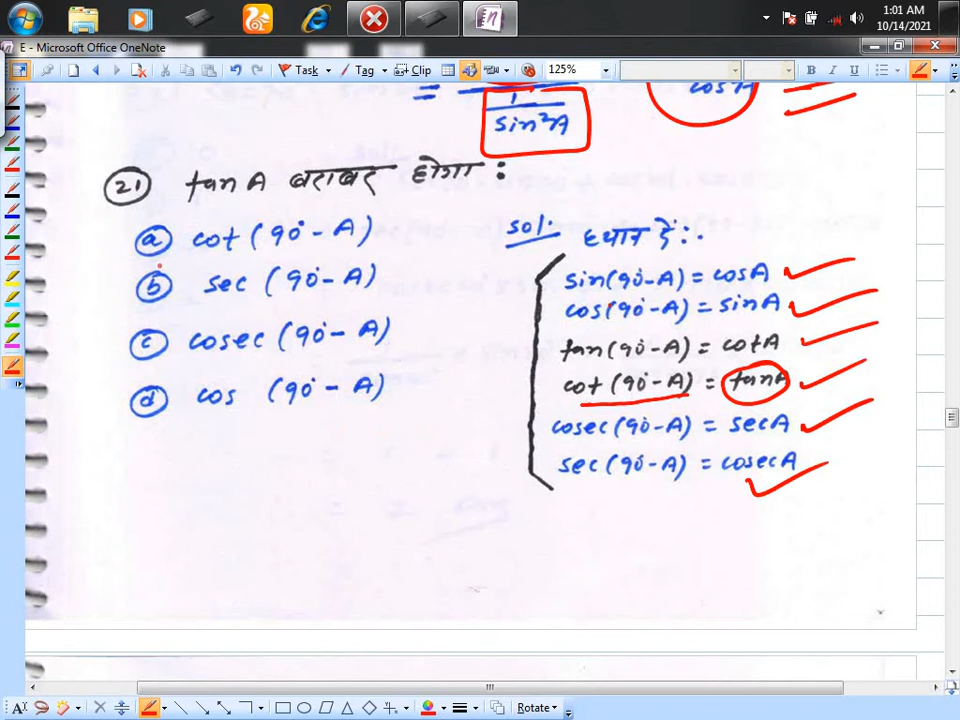 1:01 AM
10/14/2021
E - Microsoft Office OneNote
Task Tag Clip 125% B I U
= 1
sin²A
cosA
21 tanA बराबर होगा :
a cot (90°-A)
b sec (90°-A)
c cosec (90°-A)
d cos (90°-A)
sol: ध्यान दें:.
sin(90°-A) = cosA
cos(90°-A) = sinA
tan(90°-A) = cotA
cot (90°-A) = tanA
cosec(90°-A) = secA
sec(90°-A) = cosecA
Rotate